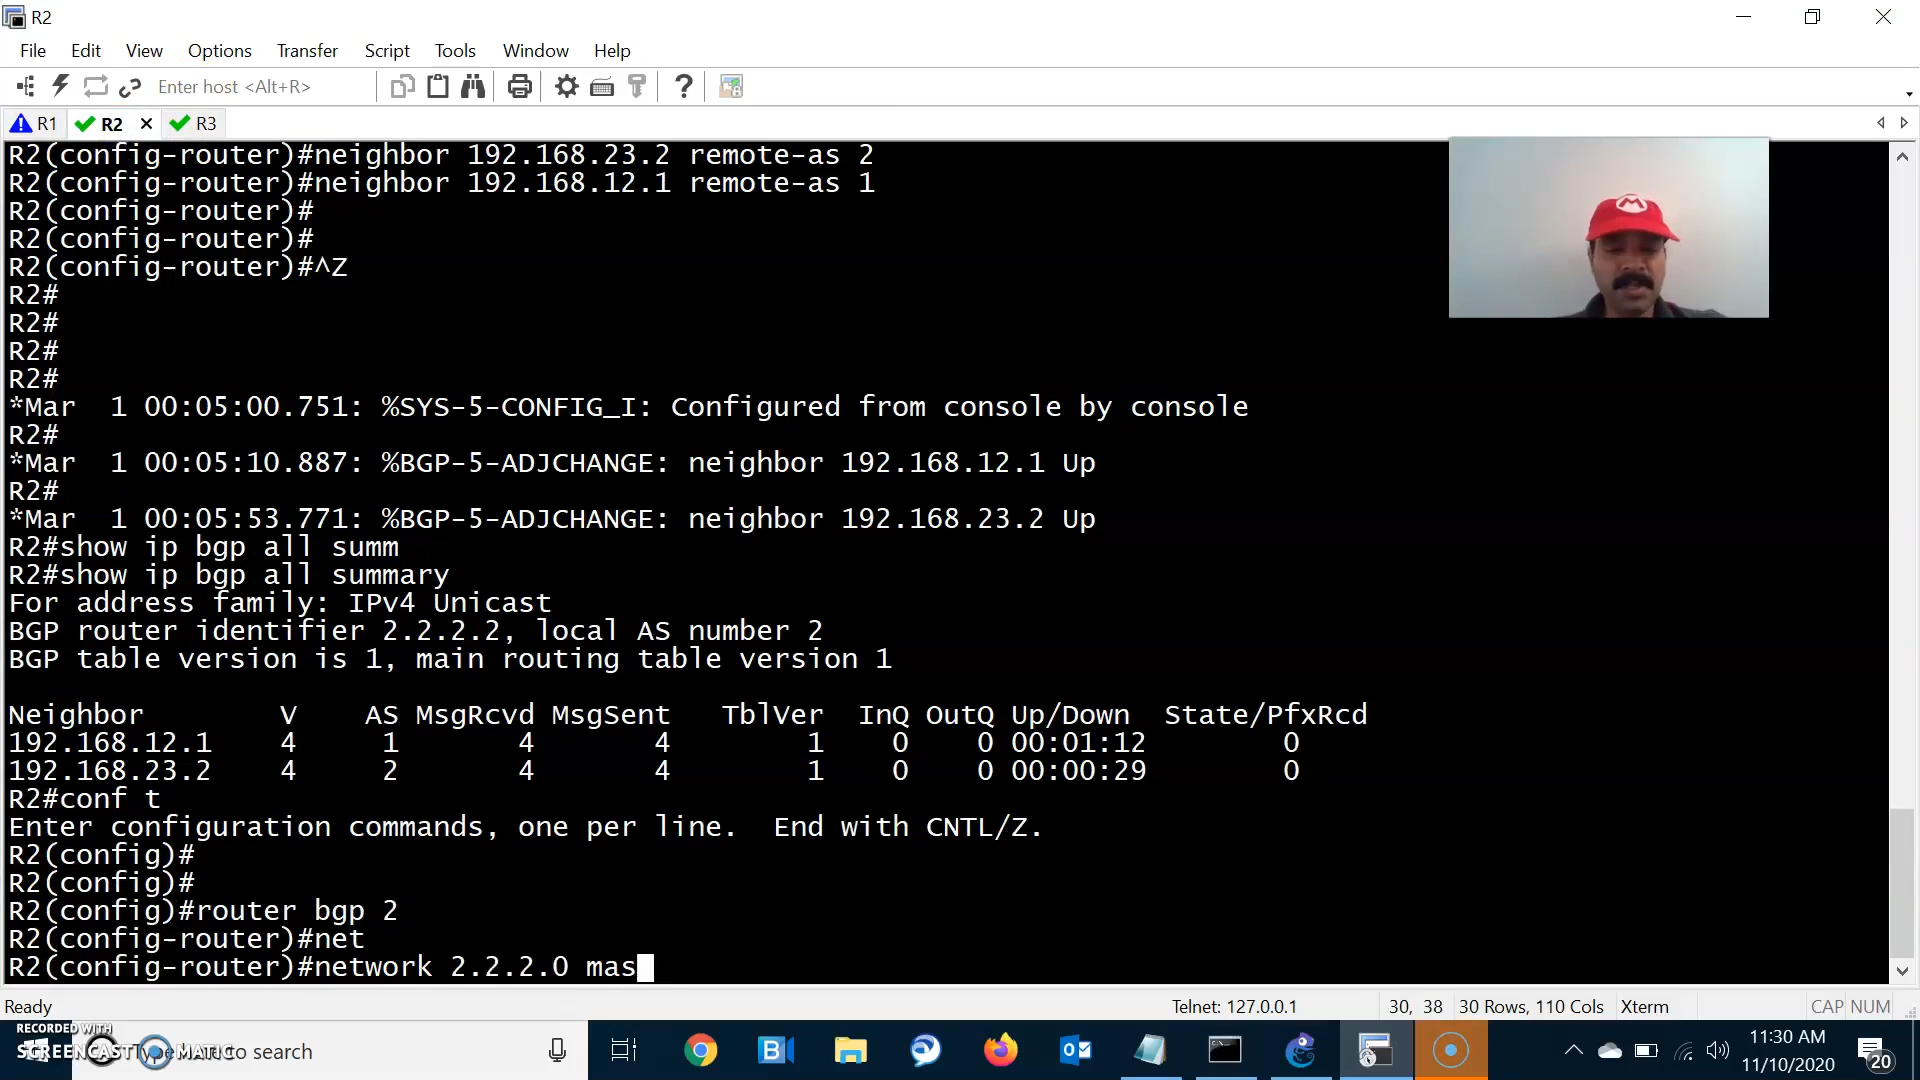 R2
File Edit View Options Transfer Script Tools Window Help
Enter host <Alt+R>
R1 R2 R3
R2(config-router)#neighbor 192.168.23.2 remote-as 2
R2(config-router)#neighbor 192.168.12.1 remote-as 1
R2(config-router)#
R2(config-router)#
R2(config-router)#^Z
R2#
R2#
R2#
R2#
*Mar  1 00:05:00.751: %SYS-5-CONFIG_I: Configured from console by console
R2#
*Mar  1 00:05:10.887: %BGP-5-ADJCHANGE: neighbor 192.168.12.1 Up
R2#
*Mar  1 00:05:53.771: %BGP-5-ADJCHANGE: neighbor 192.168.23.2 Up
R2#show ip bgp all summ
R2#show ip bgp all summary
For address family: IPv4 Unicast
BGP router identifier 2.2.2.2, local AS number 2
BGP table version is 1, main routing table version 1
Neighbor V AS MsgRcvd MsgSent TblVer InQ OutQ Up/Down State/PfxRcd
192.168.12.1 4 1 4 4 1 0 0 00:01:12 0
192.168.23.2 4 2 4 4 1 0 0 00:00:29 0
R2#conf t
Enter configuration commands, one per line.  End with CNTL/Z.
R2(config)#
R2(config)#
R2(config)#router bgp 2
R2(config-router)#net
R2(config-router)#network 2.2.2.0 mas
Ready Telnet: 127.0.0.1 30, 38 30 Rows, 110 Cols Xterm CAP NUM
RECORDED WITH
SCREENCAST MATIC
Type here to search
11:30 AM
11/10/2020
20